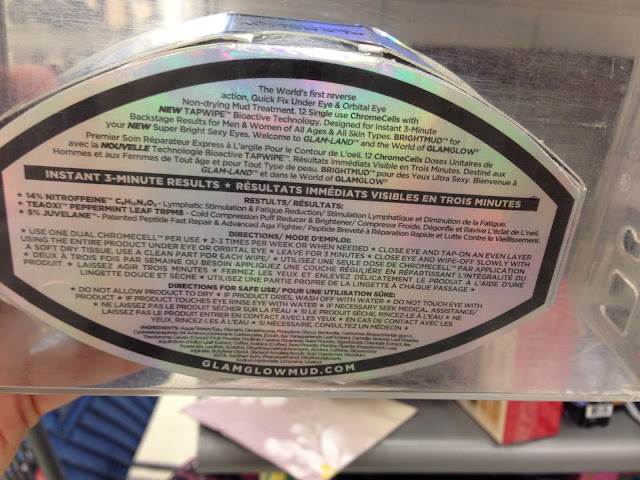 The World's first reverse
action, Quick Fix Under Eye & Orbital Eye
Non-drying Mud Treatment. 12 Single use ChromeCells with
NEW TAPWIPE™ Bioactive Technology. Designed for Instant 3-Minute
Backstage Results for Men & Women of All Ages & All Skin Types. BRIGHTMUD™ for
your NEW Super Bright Sexy Eyes. Welcome to GLAM-LAND™ and the World of GLAMGLOW®
Premier Soin Réparateur Express à L'argile Pour le Contour de L'oeil. 12 ChromeCells Doses Unitaires de
avec la NOUVELLE Technologie Bioactive TAPWIPE™. Résultats Immédiats Visible en Trois Minutes. Destiné aux
Hommes et aux Femmes de Tout âge et pour Tout Type de peau. BRIGHTMUD™ pour des Yeux Ultra Sexy. Bienvenue à
GLAM-LAND™ et dans le World of GLAMGLOW®
INSTANT 3-MINUTE RESULTS ★ RÉSULTATS IMMÉDIATS VISIBLES EN TROIS MINUTES
RESTULTS/ RÉSULTATS:
★ 14% NITROFFEINE™ C₈H₁₀N₄O₂ - Lymphatic Stimulation & Fatigue Reduction/ Stimulation Lymphatique et Diminution de la Fatigue.
★ TEAOXI™ PEPPERMINT LEAF TRPM8 - Cold Compression Puff Reducer & Brightener/ Compresse Froide, Dégonfle et Ravive L'éclat de L'oeil.
★ 5% JUVELANE™ - Patented Peptide Fast Repair & Advanced Age Fighter/ Peptide Breveté à Réparation Rapide et Lutte Contre le Vieillissement.
DIRECTIONS/ MODE D'EMPLOI:
★ USE ONE DUAL CHROMECELL™ PER USE ★ 2-3 TIMES PER WEEK OR WHEN NEEDED ★ CLOSE EYE AND TAP-ON AN EVEN LAYER
USING THE ENTIRE PRODUCT UNDER EYE OR ORBITAL EYE ★ LEAVE FOR 3 MINUTES ★ CLOSE EYE AND WIPE-OFF SLOWLY WITH
A SOFT DRY TISSUE, USE A CLEAN PART FOR EACH WIPE/ ★ UTILISEZ UNE SEULE DOSE DE CHROMECELL™ PAR APPLICATION
★ DEUX À TROIS FOIS PAR SEMAINE OU BESOIN APPLIQUEZ UNE COUCHE RÉGULIÈRE EN RÉPARTISSANT L'INTÉGRALITÉ DU
PRODUIT ★ LAISSEZ AGIR TROIS MINUTES ★ FERMEZ LES YEUX ET ENLEVEZ DÉLICATEMENT LE PRODUIT À L'AIDE D'UNE
LINGETTE DOUCE ET SÈCHE ★ UTILISEZ UNE PARTIE PROPRE DE LA LINGETTE À CHAQUE PASSAGE ★
DIRECTIONS FOR SAFE USE/ POUR UNE UTILISATION SÛRE:
★ DO NOT ALLOW PRODUCT TO DRY ★ IF PRODUCT DRIES, WASH OFF WITH WATER ★ DO NOT TOUCH EYE WITH
PRODUCT ★ IF PRODUCT TOUCHES EYE RINSE EYE WITH WATER ★ IF NECESSARY SEEK MEDICAL ASSISTANCE/
★ NE LAISSEZ PAS LE PRODUIT SÉCHER SUR LA PEAU ★ SI LE PRODUIT SÈCHE, RINCEZ-LE À L'EAU ★ NE
LAISSEZ PAS LE PRODUIT ENTRER EN CONTACT AVEC LES YEUX ★ EN CAS DE CONTACT AVEC LES
YEUX, RINCEZ-LES À L'EAU ★ SI NÉCESSAIRE, CONSULTEZ UN MÉDECIN ★
INGREDIENTS: Aqua/Water/Eau, Glycerin,
GLAMGLOWMUD.COM